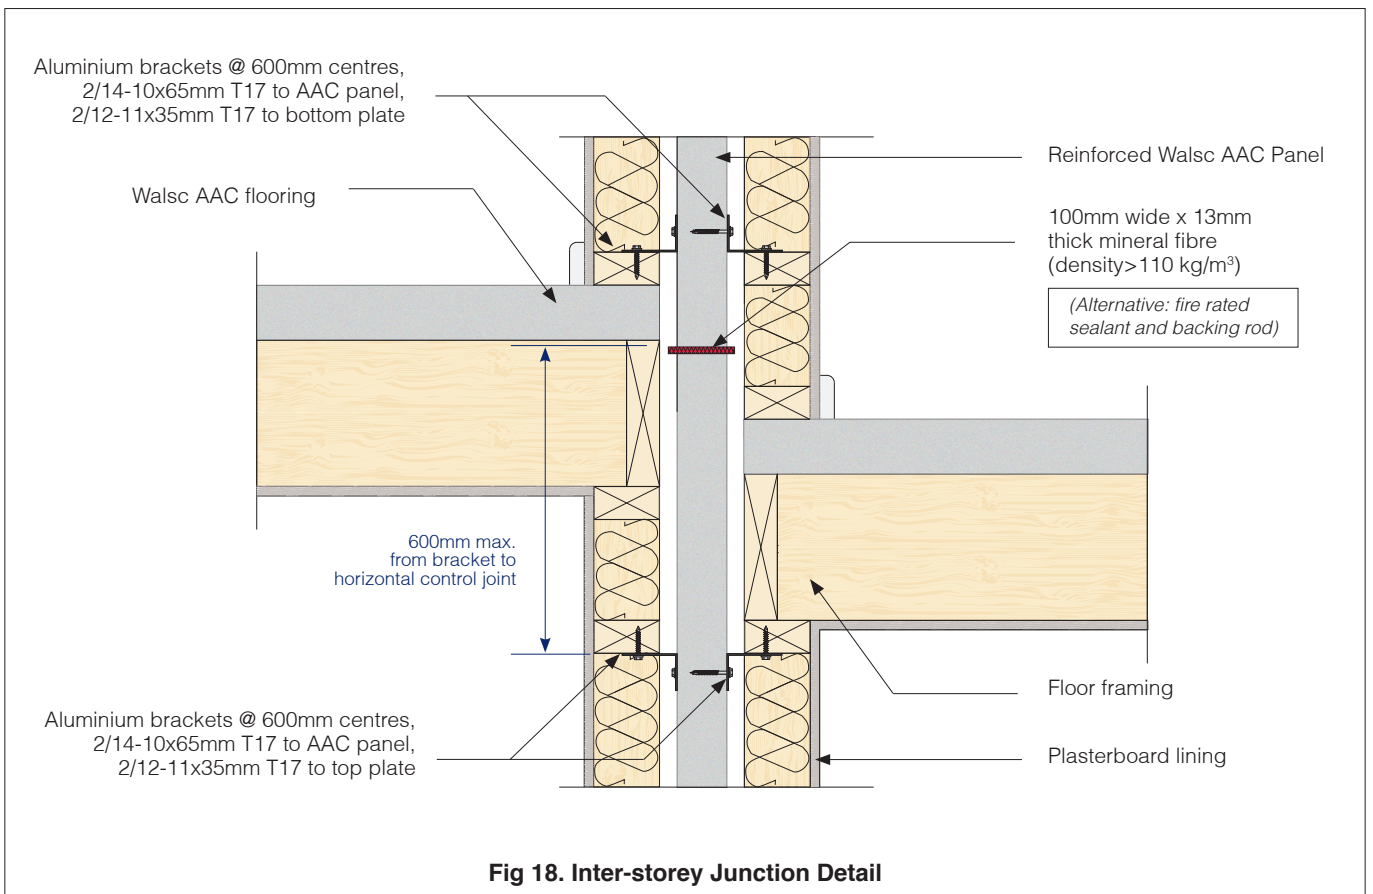 Aluminium brackets @ 600mm centres,
2/14-10x65mm T17 to AAC panel,
2/12-11x35mm T17 to bottom plate
Walsc AAC flooring
Reinforced Walsc AAC Panel
100mm wide x 13mm
thick mineral fibre
(density>110 kg/m³)
(Alternative: fire rated
sealant and backing rod)
600mm max.
from bracket to
horizontal control joint
Aluminium brackets @ 600mm centres,
2/14-10x65mm T17 to AAC panel,
2/12-11x35mm T17 to top plate
Floor framing
Plasterboard lining
Fig 18. Inter-storey Junction Detail